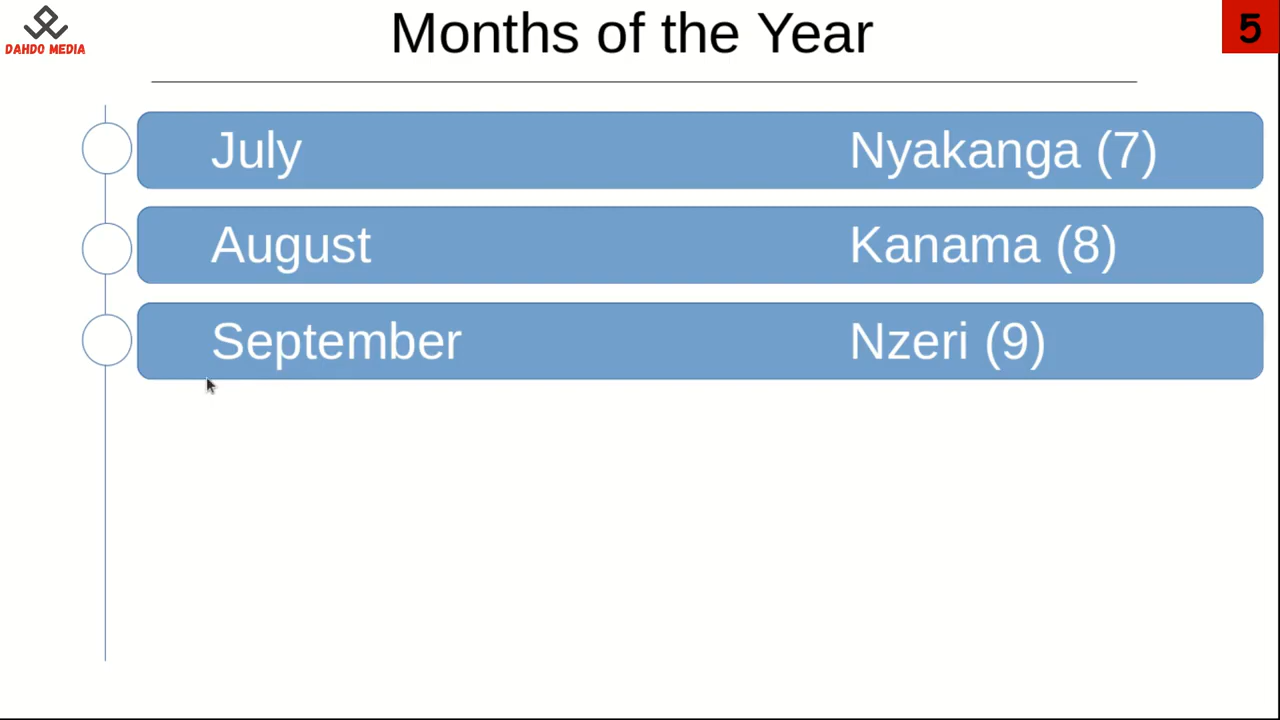 DAHDO MEDIA
Months of the Year
5
July Nyakanga (7)
August Kanama (8)
September Nzeri (9)